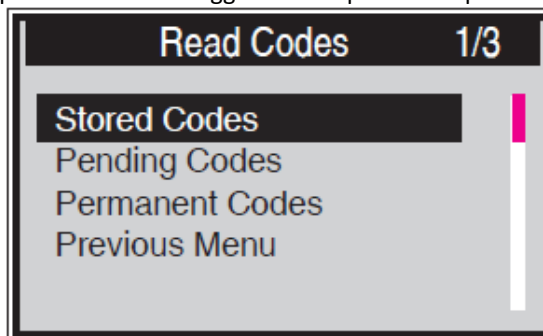 Read Codes 1/3
Stored Codes
Pending Codes
Permanent Codes
Previous Menu